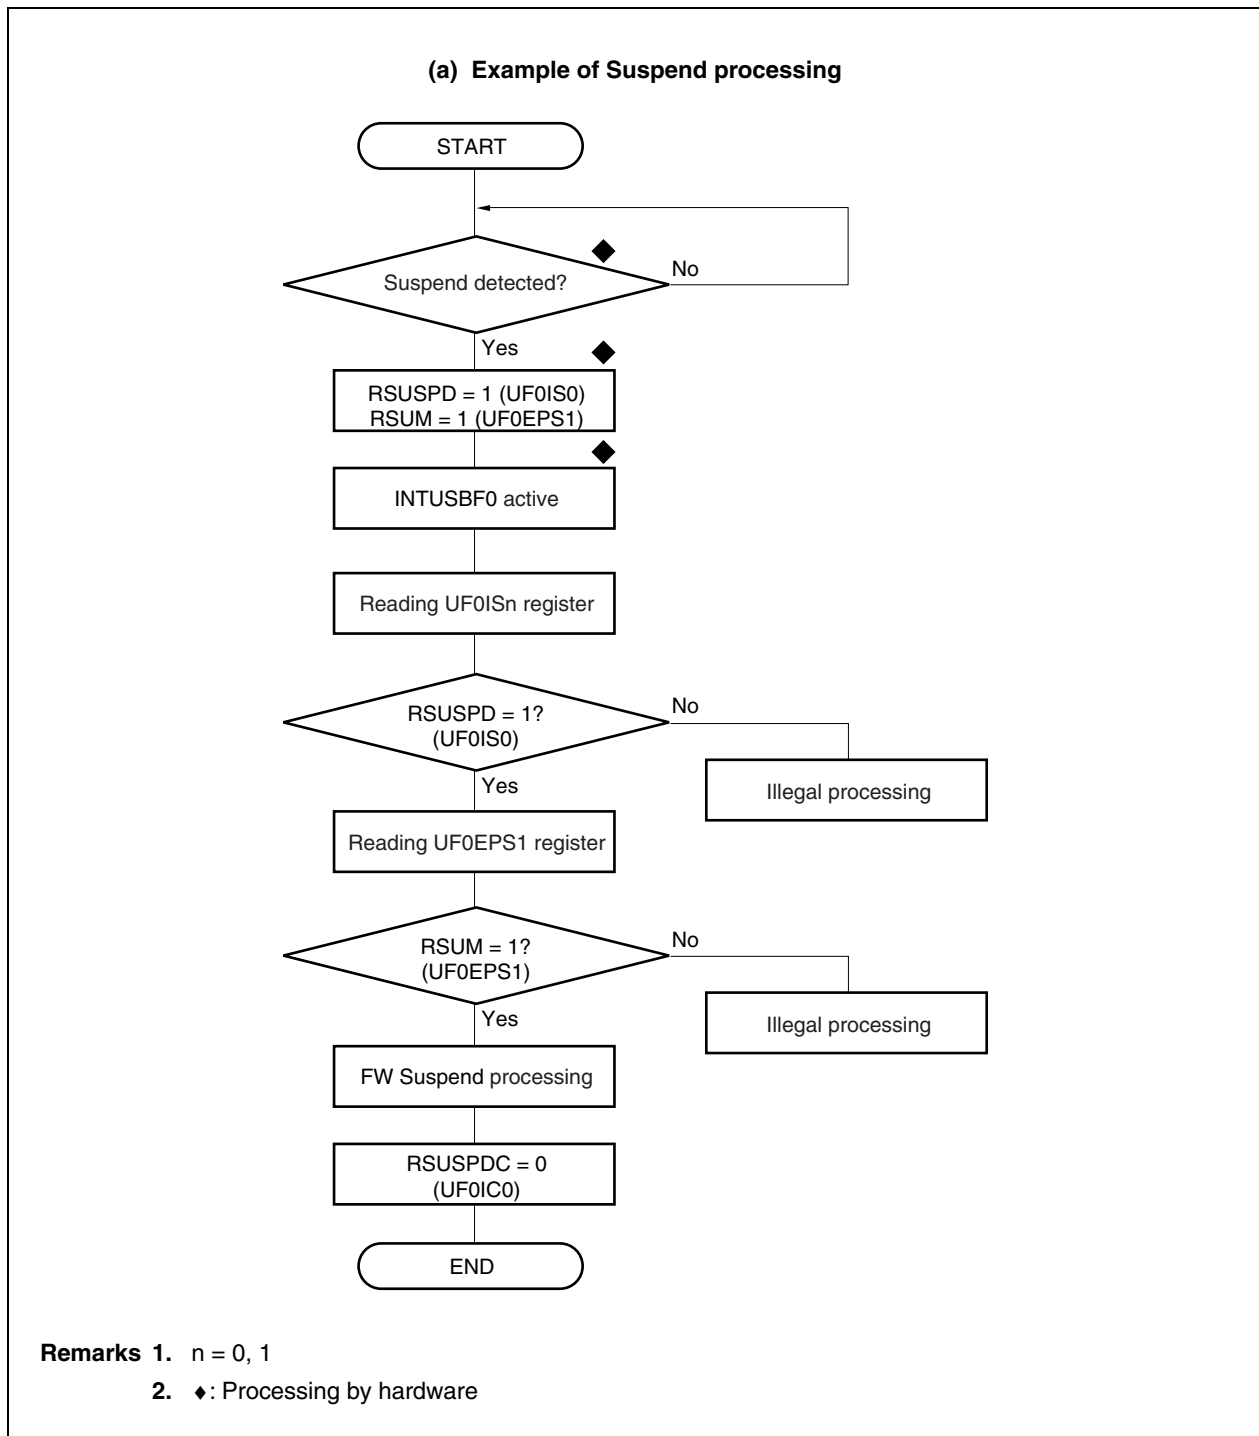 (a) Example of Suspend processing
START
Suspend detected?
No
Yes
RSUSPD = 1 (UF0IS0)
RSUM = 1 (UF0EPS1)
INTUSBF0 active
Reading UF0ISn register
RSUSPD = 1?
(UF0IS0)
No
Yes
Illegal processing
Reading UF0EPS1 register
RSUM = 1?
(UF0EPS1)
No
Yes
Illegal processing
FW Suspend processing
RSUSPDC = 0
(UF0IC0)
END
Remarks 1. n = 0, 1
2. ♦: Processing by hardware